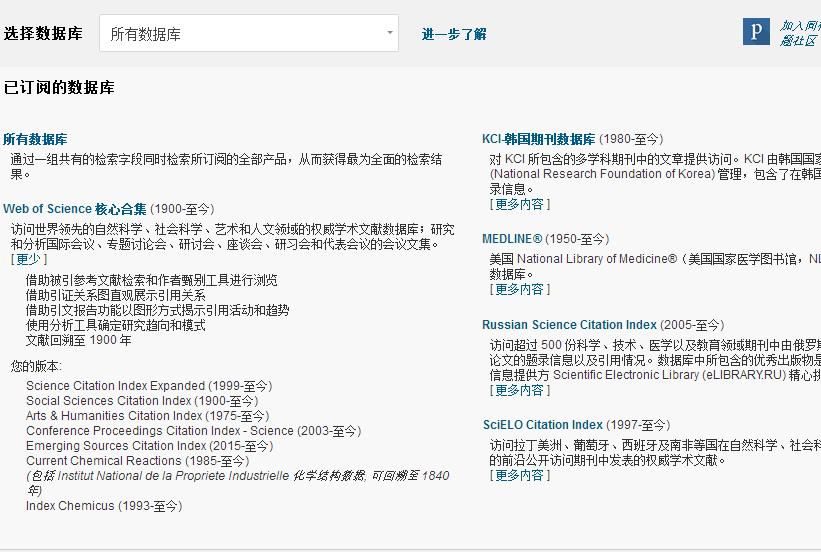 选择数据库
所有数据库
进一步了解
p
加入同行
题社区
已订阅的数据库
所有数据库
通过一组共有的检索字段同时检索所订阅的全部产品，从而获得最为全面的检索结
果。
Web of Science 核心合集 (1900-至今)
访问世界领先的自然科学、社会科学、艺术和人文领域的权威学术文献数据库；研究
和分析国际会议、专题讨论会、研讨会、座谈会、研习会和代表会议的会议文集。
[ 更少 ]
借助被引参考文献检索和作者甄别工具进行浏览
借助引证关系图直观展示引用关系
借助引文报告功能以图形方式揭示引用活动和趋势
使用分析工具确定研究趋向和模式
文献回溯至 1900 年
您的版本:
Science Citation Index Expanded (1999-至今)
Social Sciences Citation Index (1900-至今)
Arts & Humanities Citation Index (1975-至今)
Conference Proceedings Citation Index - Science (2003-至今)
Emerging Sources Citation Index (2015-至今)
Current Chemical Reactions (1985-至今)
(包括 Institut National de la Propriete Industrielle 化学结构数据, 可回溯至 1840
年)
Index Chemicus (1993-至今)
KCI-韩国期刊数据库 (1980-至今)
对 KCI 所包含的多学科期刊中的文章提供访问。KCI 由韩国国家
(National Research Foundation of Korea) 管理，包含了在韩国
录信息。
[ 更多内容 ]
MEDLINE® (1950-至今)
美国 National Library of Medicine®（美国国家医学图书馆，NL
数据库。
[ 更多内容 ]
Russian Science Citation Index (2005-至今)
访问超过 500 份科学、技术、医学以及教育领域期刊中由俄罗斯
论文的题录信息以及引用情况。数据库中所包含的优秀出版物是
信息提供方 Scientific Electronic Library (eLIBRARY.RU) 精心挑
[ 更多内容 ]
SciELO Citation Index (1997-至今)
访问拉丁美洲、葡萄牙、西班牙及南非等国在自然科学、社会科
的前沿公开访问期刊中发表的权威学术文献。
[ 更多内容 ]